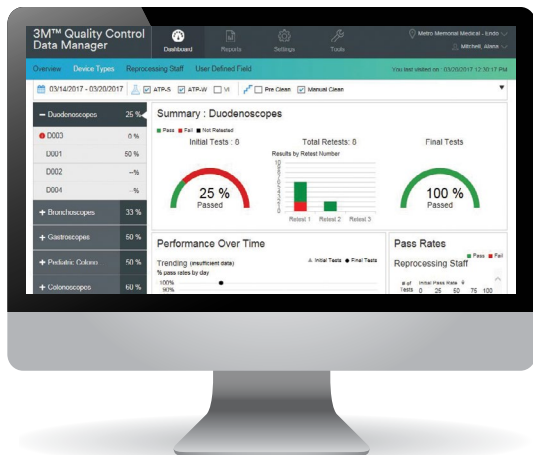 3M™ Quality Control
Data Manager
Dashboard
Reports
Settings
Tools
Metro Memorial Medical - Endo
Mitchell, Alana
Overview Device Types Reprocessing Staff User Defined Field
You last visited on : 03/20/2017 12:30:17 PM
03/14/2017 - 03/20/2017 ATP-S ATP-W VI Pre Clean Manual Clean
Duodenoscopes 25 %
D003 0 %
D001 50 %
D002 --%
D004 --%
+ Bronchoscopes 33 %
+ Gastroscopes 60 %
+ Pediatric Colono. 50 %
+ Colonoscopes 60 %
Summary : Duodenoscopes
Pass Fail Not Retested
Initial Tests : 8
25 %
Passed
Total Retests: 8
Results by Retest Number
10
Retest 1 Retest 2 Retest 3
Final Tests
100 %
Passed
Performance Over Time
Trending (insufficient data)
Initial Tests Final Tests
% pass rates by day
100%
90%
Pass Rates
Pass Fail
Reprocessing Staff
# of Tests
Initial Pass Rate
0 25 50 75 100